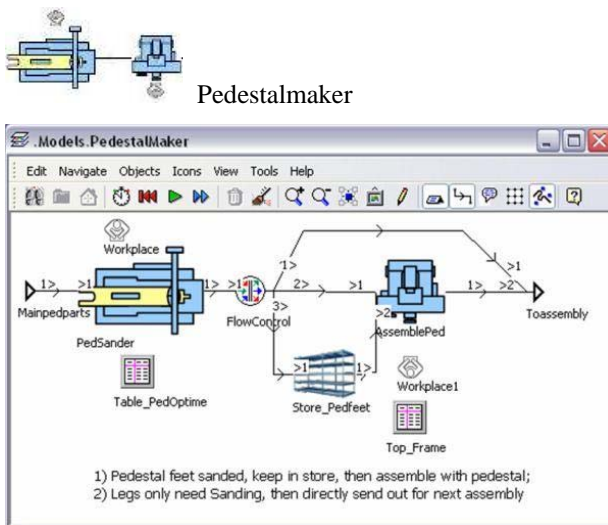 Pedestalmaker
.Models.PedestalMaker
Edit Navigate Objects Icons View Tools Help
Workplace
1> >1 1> >1 1> 2> >1 1> >2 >1
Mainpedparts
PedSander
FlowControl
3> >2
AssemblePed
Toassembly
>1 1>
Table_PedOptime
Store_Pedfeet
Workplace1
Top_Frame
1) Pedestal feet sanded, keep in store, then assemble with pedestal;
2) Legs only need Sanding, then directly send out for next assembly